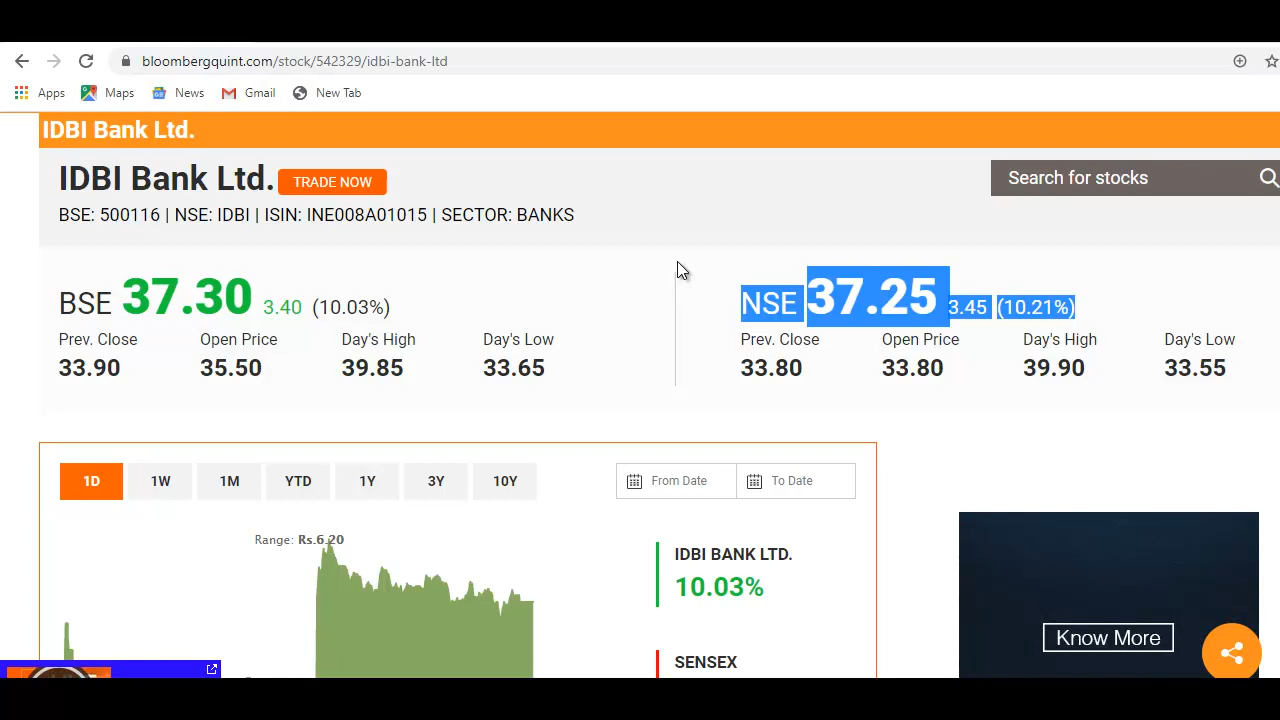 bloombergquint.com/stock/542329/idbi-bank-ltd
Apps Maps News Gmail New Tab
IDBI Bank Ltd.
IDBI Bank Ltd. TRADE NOW
Search for stocks
BSE: 500116 | NSE: IDBI | ISIN: INE008A01015 | SECTOR: BANKS
BSE 37.30 3.40 (10.03%)
Prev. Close Open Price Day's High Day's Low
33.90 35.50 39.85 33.65
NSE 37.25 3.45 (10.21%)
Prev. Close Open Price Day's High Day's Low
33.80 33.80 39.90 33.55
1D 1W 1M YTD 1Y 3Y 10Y
From Date To Date
Range: Rs.6.20
IDBI BANK LTD.
10.03%
SENSEX
Know More